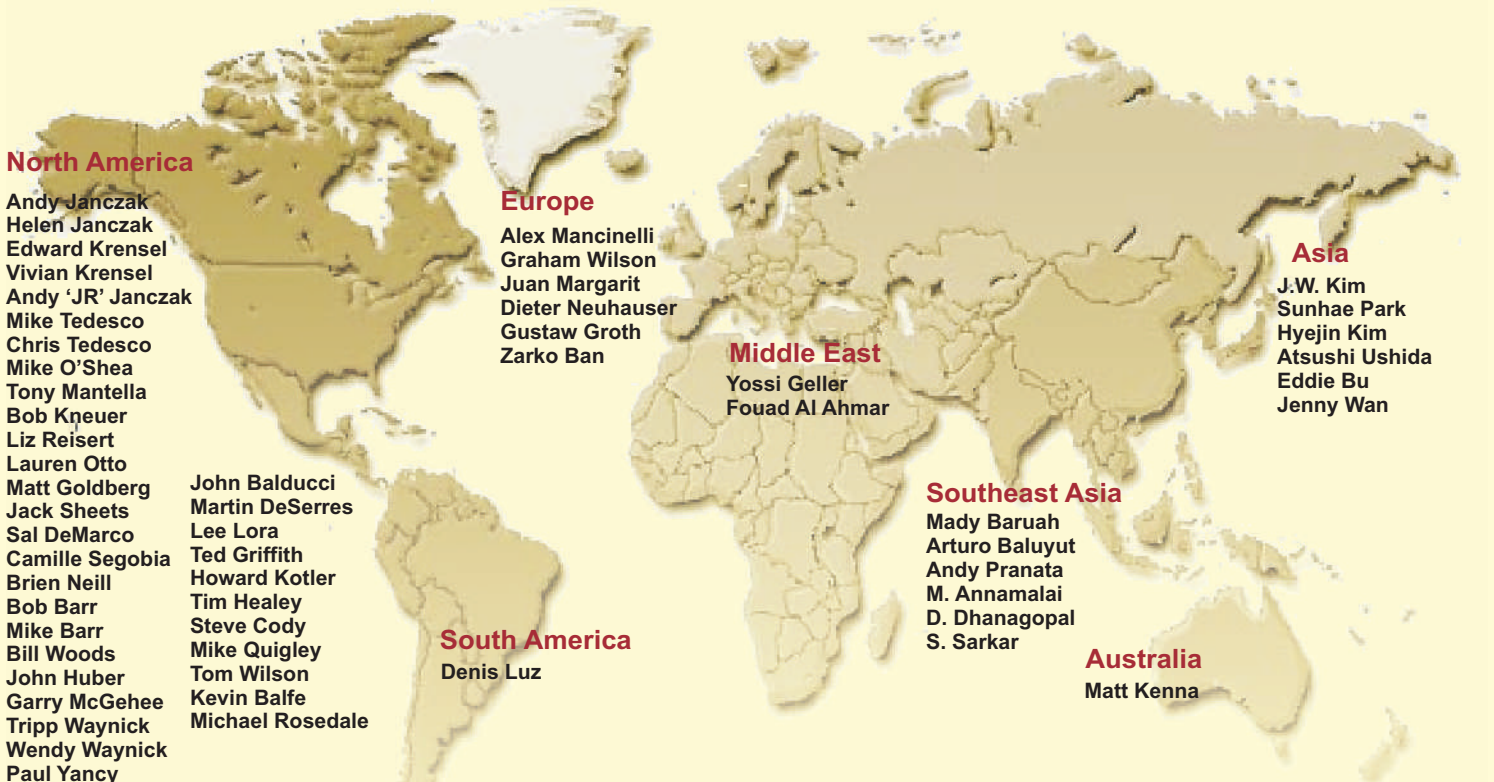 North America
Andy Janczak
Helen Janczak
Edward Krensel
Vivian Krensel
Andy ‘JR’ Janczak
Mike Tedesco
Chris Tedesco
Mike O’Shea
Tony Mantella
Bob Kneuer
Liz Reisert
Lauren Otto
Matt Goldberg
Jack Sheets
Sal DeMarco
Camille Segobia
Brien Neill
Bob Barr
Mike Barr
Bill Woods
John Huber
Garry McGehee
Tripp Waynick
Wendy Waynick
Paul Yancy
John Balducci
Martin DeSerres
Lee Lora
Ted Griffith
Howard Kotler
Tim Healey
Steve Cody
Mike Quigley
Tom Wilson
Kevin Balfe
Michael Rosedale
Europe
Alex Mancinelli
Graham Wilson
Juan Margarit
Dieter Neuhauser
Gustaw Groth
Zarko Ban
South America
Denis Luz
Middle East
Yossi Geller
Fouad Al Ahmar
Southeast Asia
Mady Baruah
Arturo Baluyut
Andy Pranata
M. Annamalai
D. Dhanagopal
S. Sarkar
Asia
J.W. Kim
Sunhae Park
Hyejin Kim
Atsushi Ushida
Eddie Bu
Jenny Wan
Australia
Matt Kenna